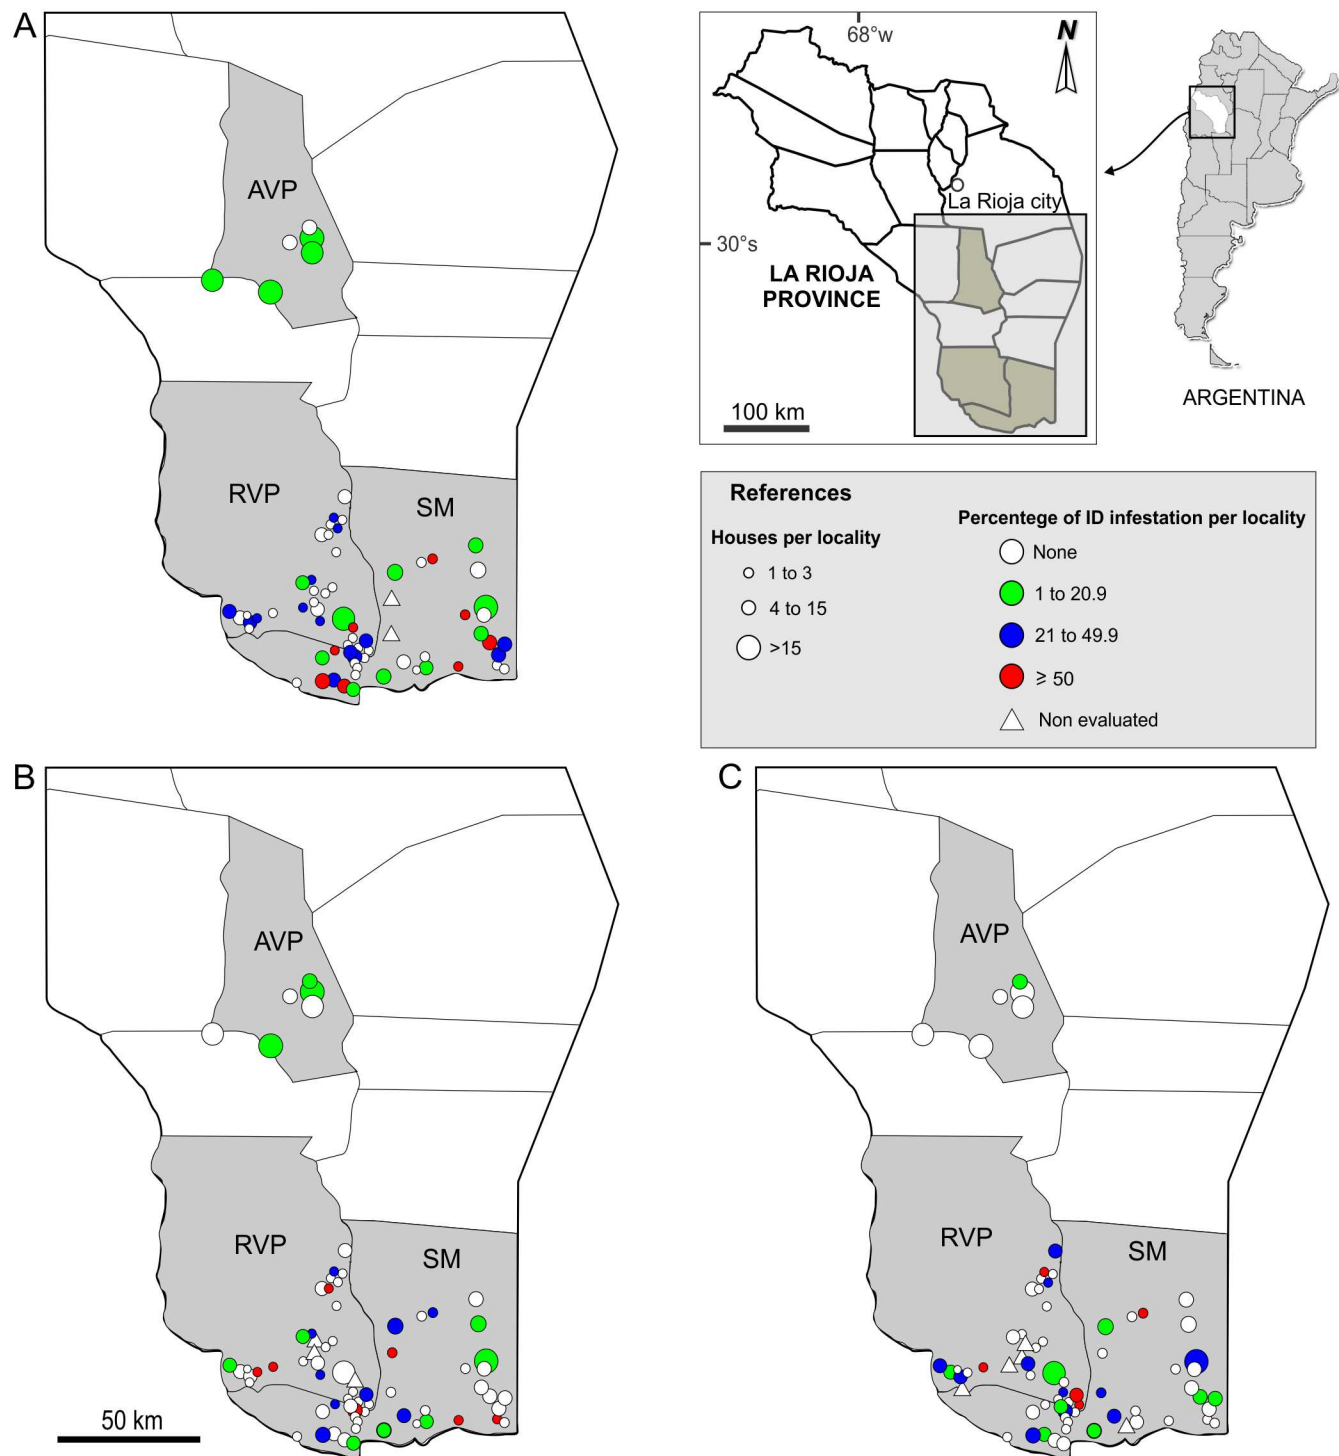 A
AVP
RVP
SM
68°w
N
La Rioja city
30°s
LA RIOJA
PROVINCE
100 km
ARGENTINA
References
Houses per locality
1 to 3
4 to 15
>15
Percentege of ID infestation per locality
None
1 to 20.9
21 to 49.9
≥ 50
Non evaluated
B
AVP
RVP
SM
50 km
C
AVP
RVP
SM